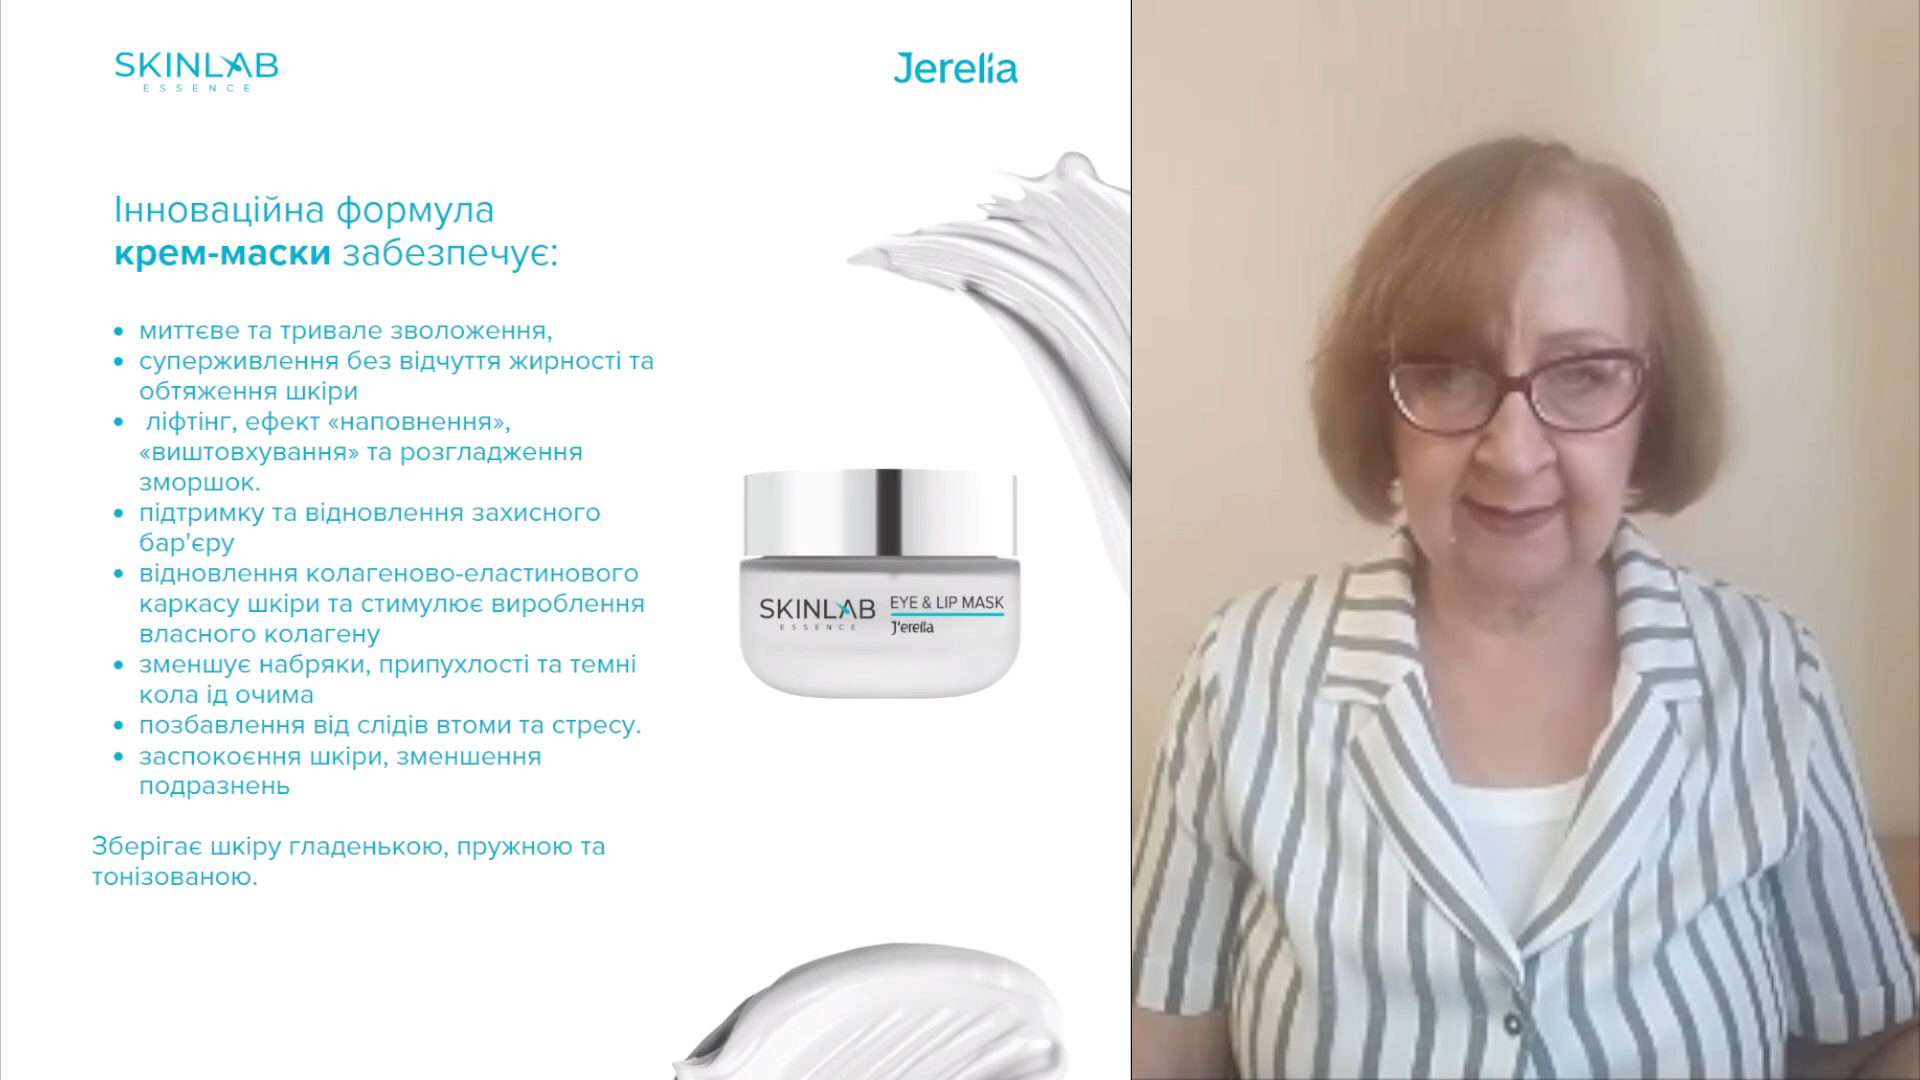 SKINLAB
ESSENCE
Jerelia
Інноваційна формула
крем-маски забезпечує:
• миттєве та тривале зволоження,
• суперживлення без відчуття жирності та
обтяження шкіри
• ліфтінг, ефект «наповнення»,
«виштовхування» та розгладження
зморшок.
• підтримку та відновлення захисного
бар'єру
• відновлення колагеново-еластинового
каркасу шкіри та стимулює вироблення
власного колагену
• зменшує набряки, припухлості та темні
кола ід очима
• позбавлення від слідів втоми та стресу.
• заспокоєння шкіри, зменшення
подразнень
Зберігає шкіру гладенькою, пружною та
тонізованою.
SKINLAB
ESSENCE
EYE & LIP MASK
J'erelia